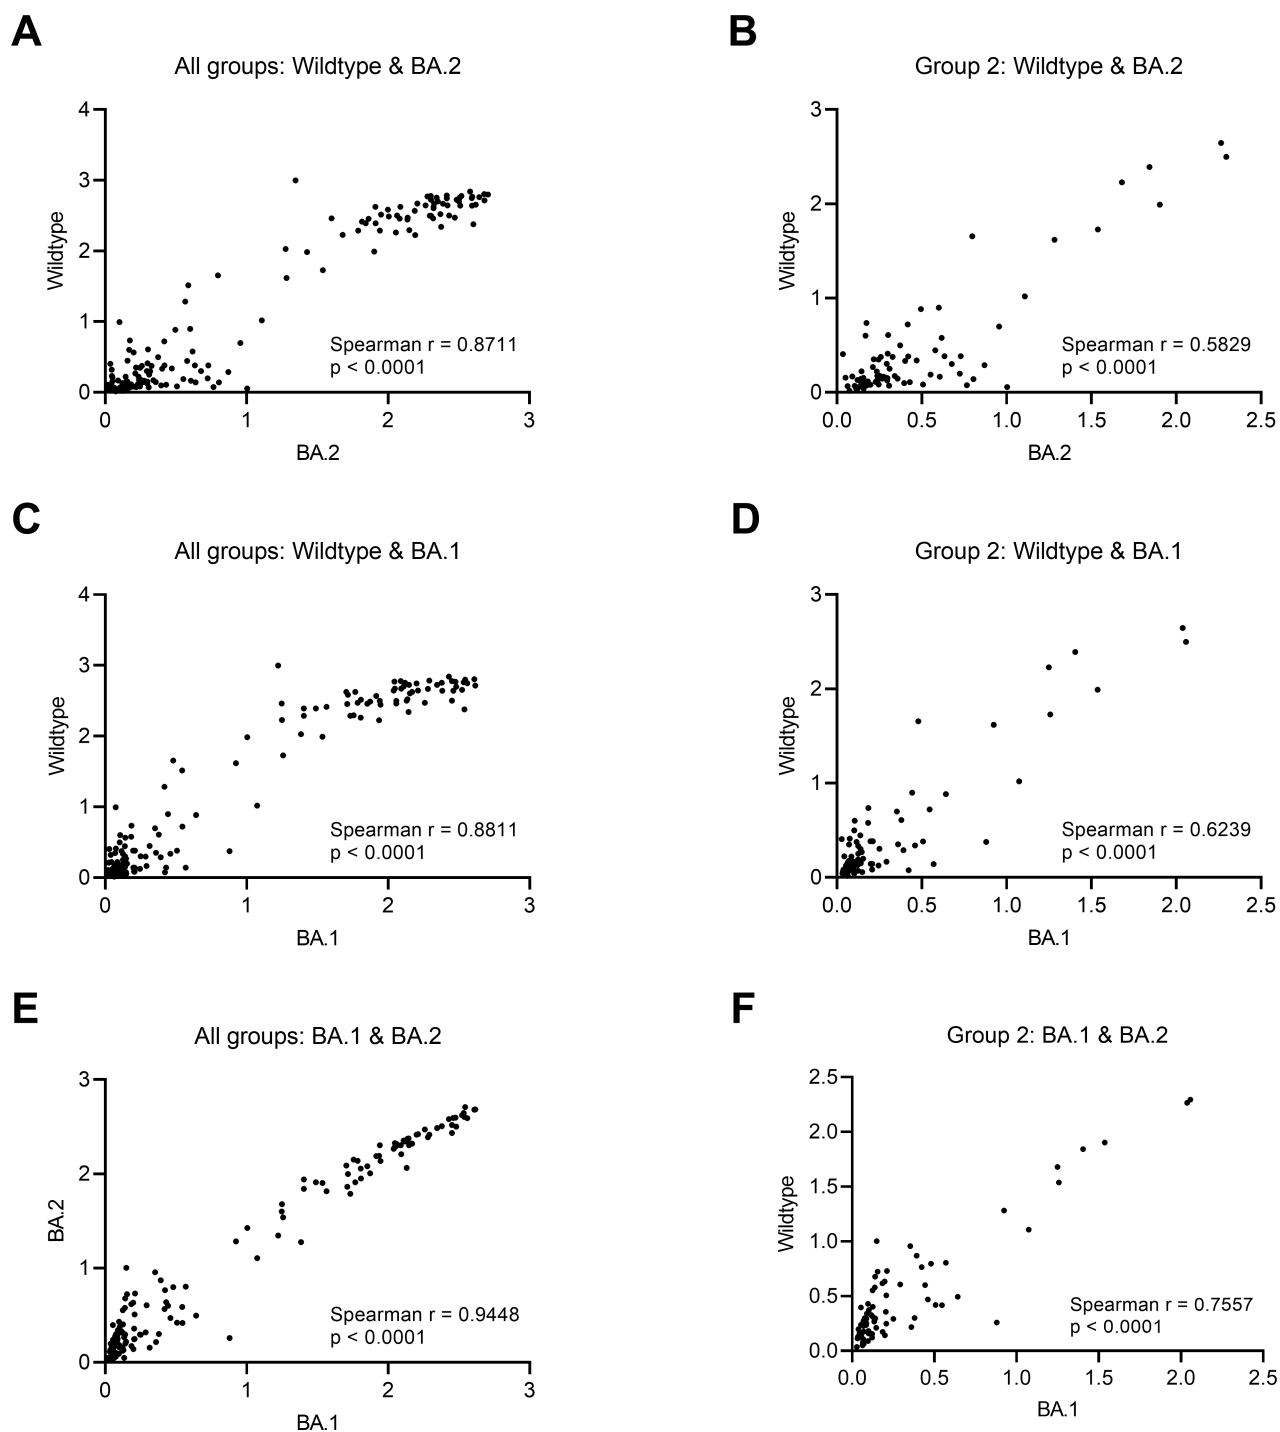 A
All groups: Wildtype & BA.2
4
3
2
1
0
Wildtype
Spearman r = 0.8711
p < 0.0001
0 1 2 3
BA.2
B
Group 2: Wildtype & BA.2
3
2
1
0
Wildtype
Spearman r = 0.5829
p < 0.0001
0.0 0.5 1.0 1.5 2.0 2.5
BA.2
C
All groups: Wildtype & BA.1
4
3
2
1
0
Wildtype
Spearman r = 0.8811
p < 0.0001
0 1 2 3
BA.1
D
Group 2: Wildtype & BA.1
3
2
1
0
Wildtype
Spearman r = 0.6239
p < 0.0001
0.0 0.5 1.0 1.5 2.0 2.5
BA.1
E
All groups: BA.1 & BA.2
3
2
1
0
BA.2
Spearman r = 0.9448
p < 0.0001
0 1 2 3
BA.1
F
Group 2: BA.1 & BA.2
2.5
2.0
1.5
1.0
0.5
0.0
Wildtype
Spearman r = 0.7557
p < 0.0001
0.0 0.5 1.0 1.5 2.0 2.5
BA.1